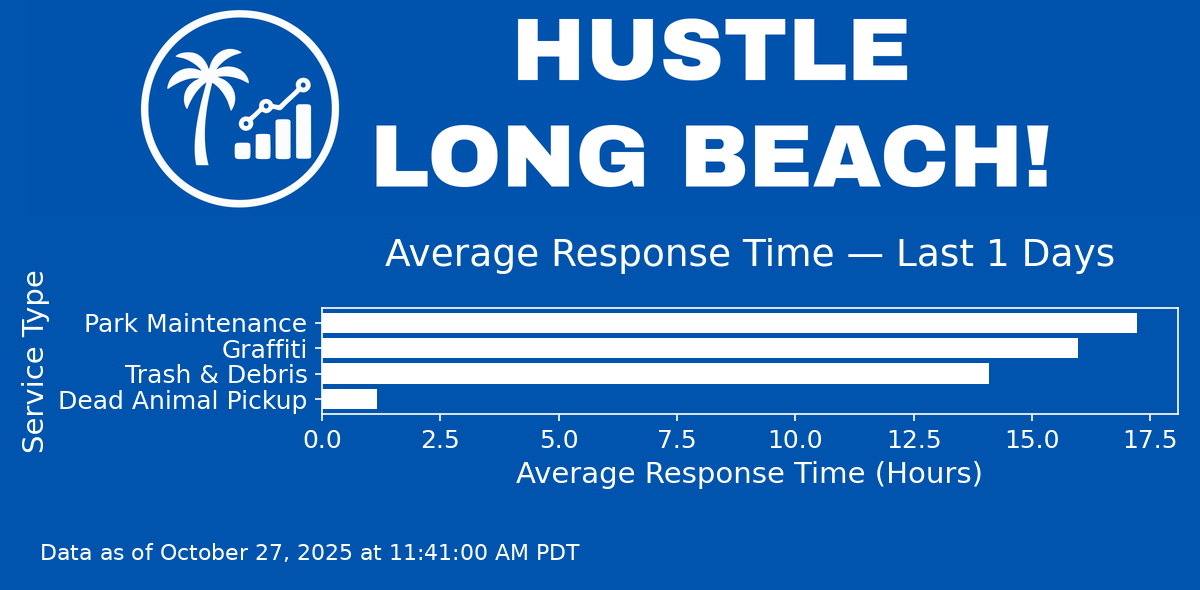 HUSTLE
LONG BEACH!
Average Response Time — Last 1 Days
Service Type
Park Maintenance
Graffiti
Trash & Debris
Dead Animal Pickup
0.0 2.5 5.0 7.5 10.0 12.5 15.0 17.5
Average Response Time (Hours)
Data as of October 27, 2025 at 11:41:00 AM PDT